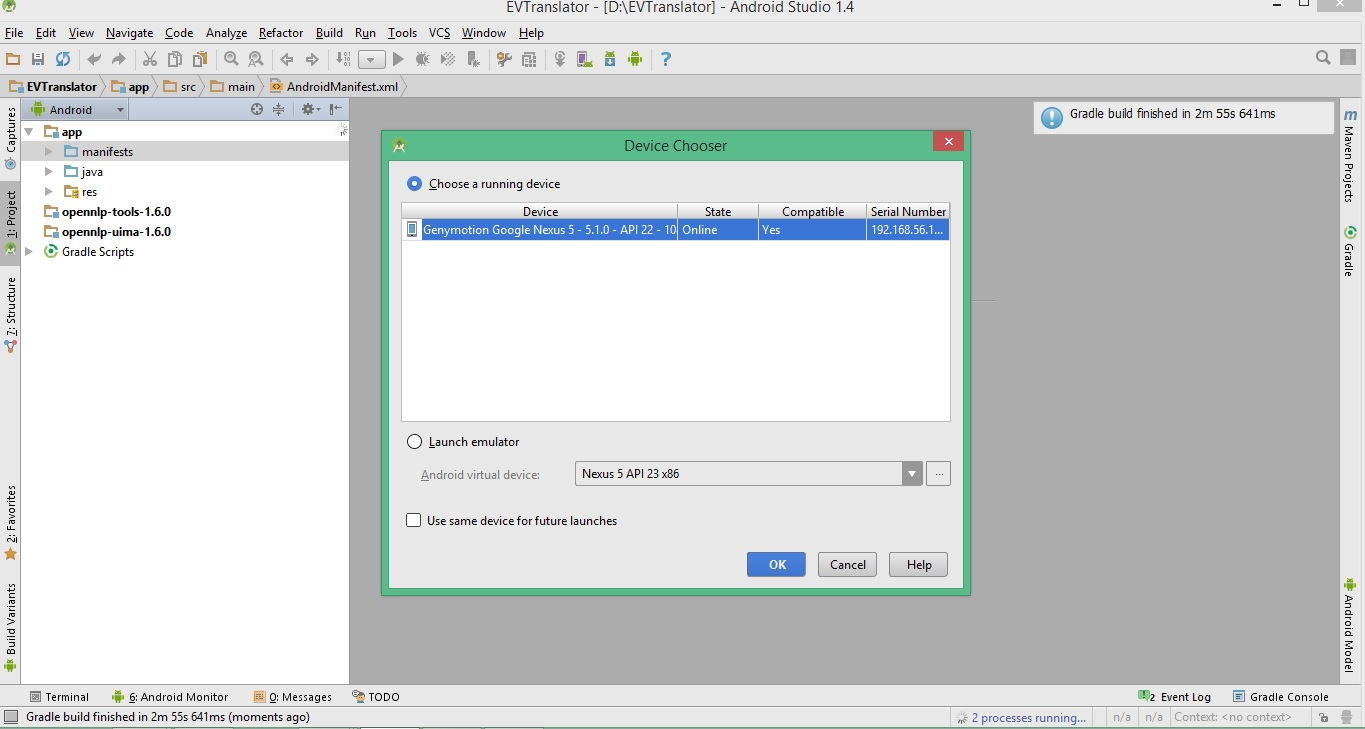 EVTranslator - [D:\EVTranslator] - Android Studio 1.4
File Edit View Navigate Code Analyze Refactor Build Run Tools VCS Window Help
EVTranslator app src main AndroidManifest.xml
Captures
1: Project
7: Structure
2: Favorites
Build Variants
Android
app
manifests
java
res
opennlp-tools-1.6.0
opennlp-uima-1.6.0
Gradle Scripts
Gradle build finished in 2m 55s 641ms
Device Chooser
Choose a running device
Device State Compatible Serial Number
Genymotion Google Nexus 5 - 5.1.0 - API 22 - 10 Online Yes 192.168.56.1...
Launch emulator
Android virtual device: Nexus 5 API 23 x86 ...
Use same device for future launches
OK Cancel Help
m Maven Projects
Gradle
Android Model
Terminal 6: Android Monitor 0: Messages TODO 2 Event Log Gradle Console
Gradle build finished in 2m 55s 641ms (moments ago) 2 processes running... n/a n/a Context: <no context>